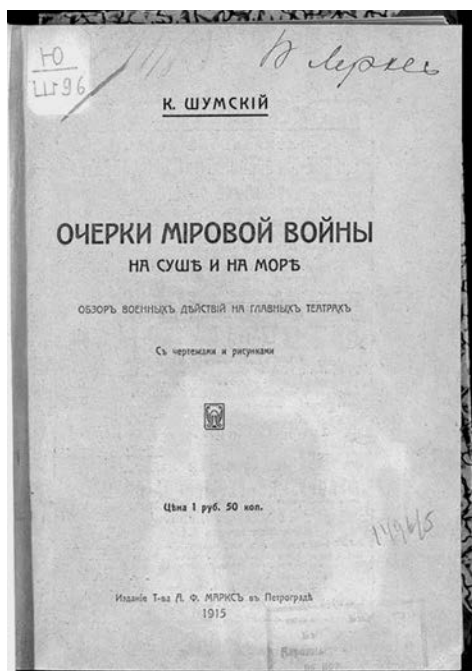 Ю
Ш96
К. ШУМСКІЙ
ОЧЕРКИ МІРОВОЙ ВОЙНЫ
НА СУШѢ И НА МОРѢ
ОБЗОРЪ ВОЕННЫХЪ ДѢЙСТВІЙ НА ГЛАВНЫХЪ ТЕАТРАХЪ
Съ чертежами и рисунками
Цѣна 1 руб. 50 коп.
Изданіе Т-ва А. Ф. МАРКСЪ въ Петроградѣ
1915